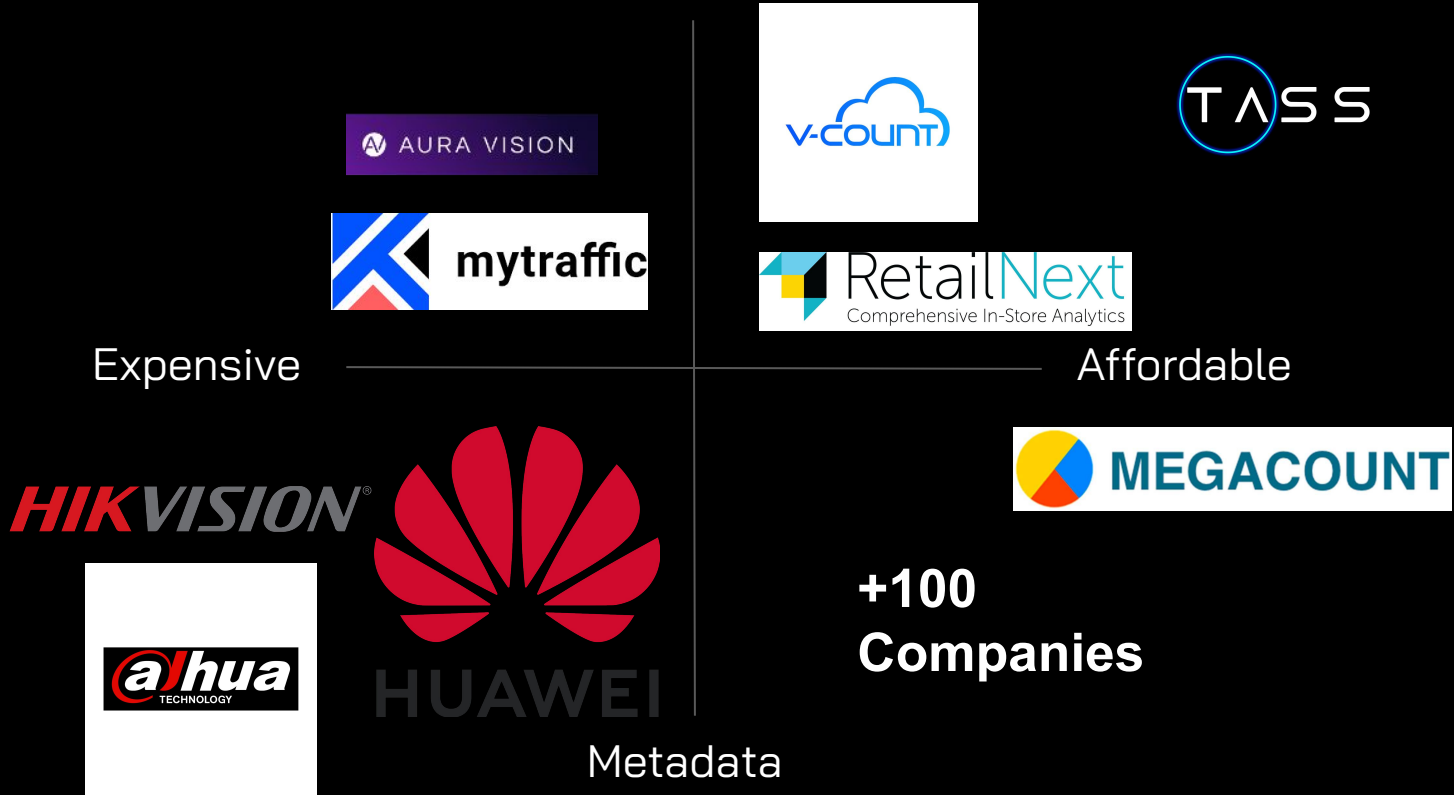 AV AURA VISION
mytraffic
V-COUNT
TASS
RetailNext
Comprehensive In-Store Analytics
Expensive
Affordable
HIKVISION®
HUAWEI
alhua
TECHNOLOGY
MEGACOUNT
+100
Companies
Metadata